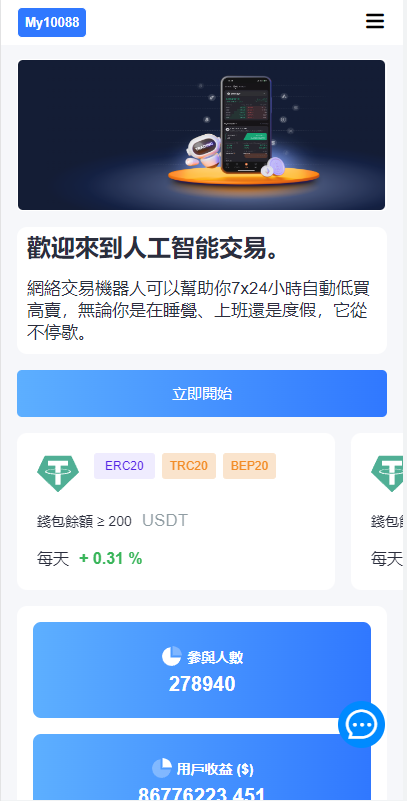 My10088
歡迎來到人工智能交易。
網絡交易機器人可以幫助你7x24小時自動低買
高賣，無論你是在睡覺、上班還是度假，它從
不停歇。
立即開始
ERC20 TRC20 BEP20
錢包餘額 ≥ 200 USDT
錢包
每天 + 0.31 %
每天
參與人數
278940
用戶收益 ($)
86776223.451